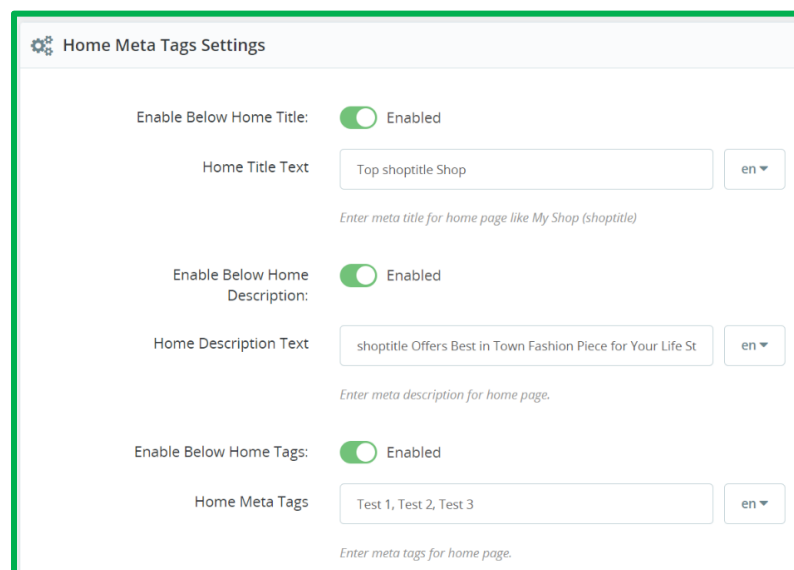 Home Meta Tags Settings
Enable Below Home Title:
Enabled
Home Title Text
Top shoptitle Shop
en
Enter meta title for home page like My Shop (shoptitle)
Enable Below Home
Description:
Enabled
Home Description Text
shoptitle Offers Best in Town Fashion Piece for Your Life St
en
Enter meta description for home page.
Enable Below Home Tags:
Enabled
Home Meta Tags
Test 1, Test 2, Test 3
en
Enter meta tags for home page.